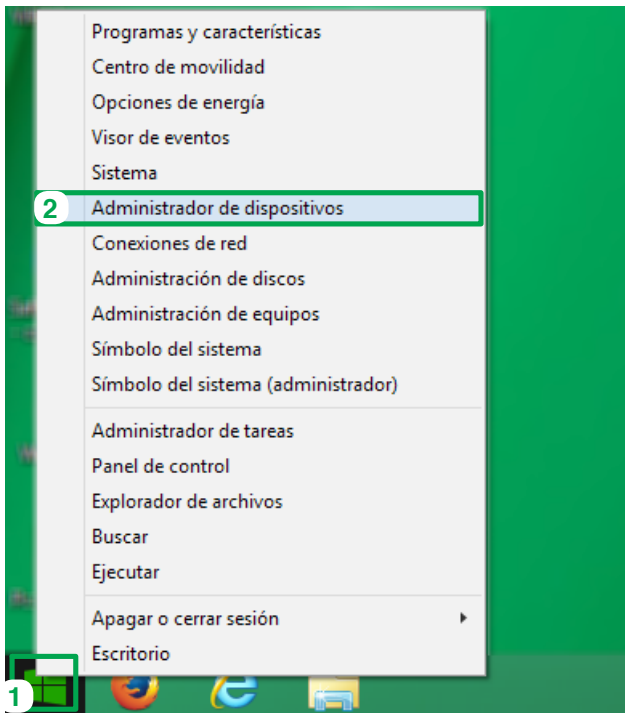 Programas y características
Centro de movilidad
Opciones de energía
Visor de eventos
Sistema
2 Administrador de dispositivos
Conexiones de red
Administración de discos
Administración de equipos
Símbolo del sistema
Símbolo del sistema (administrador)
Administrador de tareas
Panel de control
Explorador de archivos
Buscar
Ejecutar
Apagar o cerrar sesión
Escritorio
1